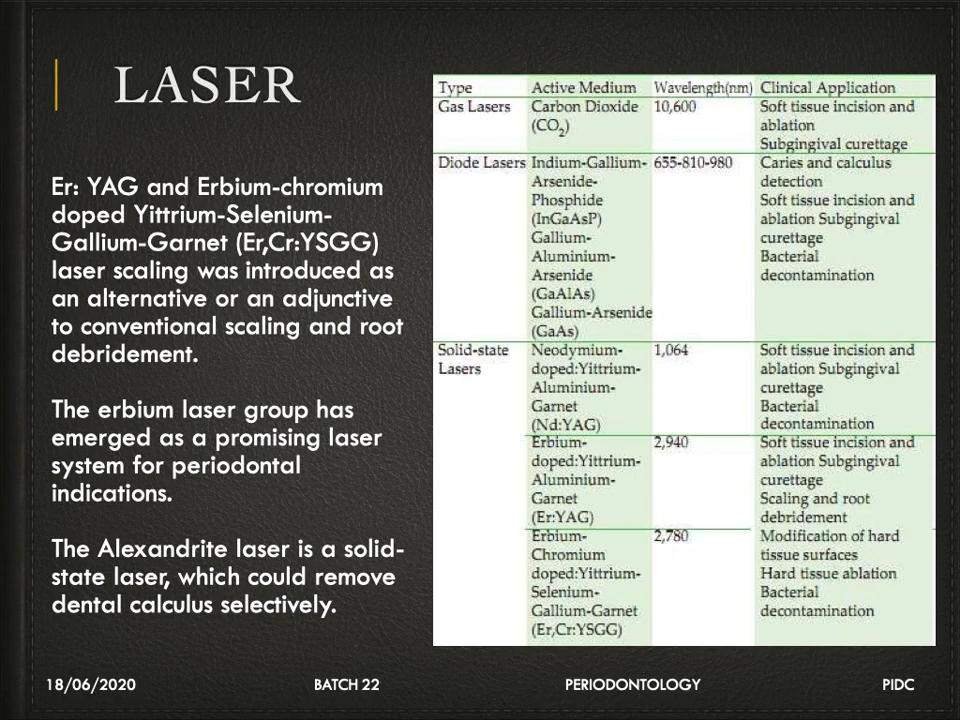 LASER
Er: YAG and Erbium-chromium
doped Yittrium-Selenium-
Gallium-Garnet (Er,Cr:YSGG)
laser scaling was introduced as
an alternative or an adjunctive
to conventional scaling and root
debridement.
The erbium laser group has
emerged as a promising laser
system for periodontal
indications.
The Alexandrite laser is a solid-
state laser, which could remove
dental calculus selectively.
Type Active Medium Wavelength(nm) Clinical Application
Gas Lasers Carbon Dioxide 10,600 Soft tissue incision and
(CO₂) ablation
Subgingival curettage
Diode Lasers Indium-Gallium- 655-810-980 Caries and calculus
Arsenide- detection
Phosphide Soft tissue incision and
(InGaAsP) ablation Subgingival
Gallium- curettage
Aluminium- Bacterial
Arsenide decontamination
(GaAlAs)
Gallium-Arsenide
(GaAs)
Solid-state Neodymium- 1,064 Soft tissue incision and
Lasers doped:Yittrium- ablation Subgingival
Aluminium- curettage
Garnet Bacterial
(Nd:YAG) decontamination
Erbium- 2,940 Soft tissue incision and
doped:Yittrium- ablation Subgingival
Aluminium- curettage
Garnet Scaling and root
(Er:YAG) debridement
Erbium- 2,780 Modification of hard
Chromium tissue surfaces
doped:Yittrium- Hard tissue ablation
Selenium- Bacterial
Gallium-Garnet decontamination
(Er,Cr:YSGG)
18/06/2020 BATCH 22 PERIODONTOLOGY PIDC